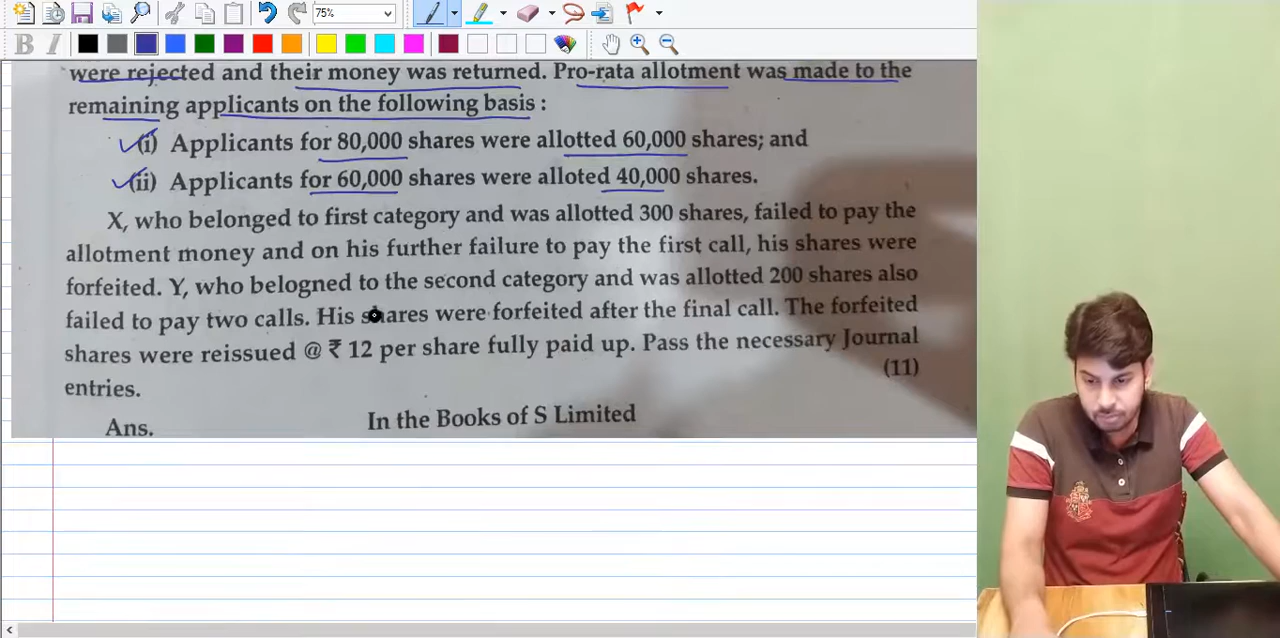 75%
B I
were rejected and their money was returned. Pro-rata allotment was made to the
remaining applicants on the following basis :
(i) Applicants for 80,000 shares were allotted 60,000 shares; and
(ii) Applicants for 60,000 shares were alloted 40,000 shares.
X, who belonged to first category and was allotted 300 shares, failed to pay the
allotment money and on his further failure to pay the first call, his shares were
forfeited. Y, who belogned to the second category and was allotted 200 shares also
failed to pay two calls. His shares were forfeited after the final call. The forfeited
shares were reissued @ ₹ 12 per share fully paid up. Pass the necessary Journal
entries. (11)
Ans. In the Books of S Limited